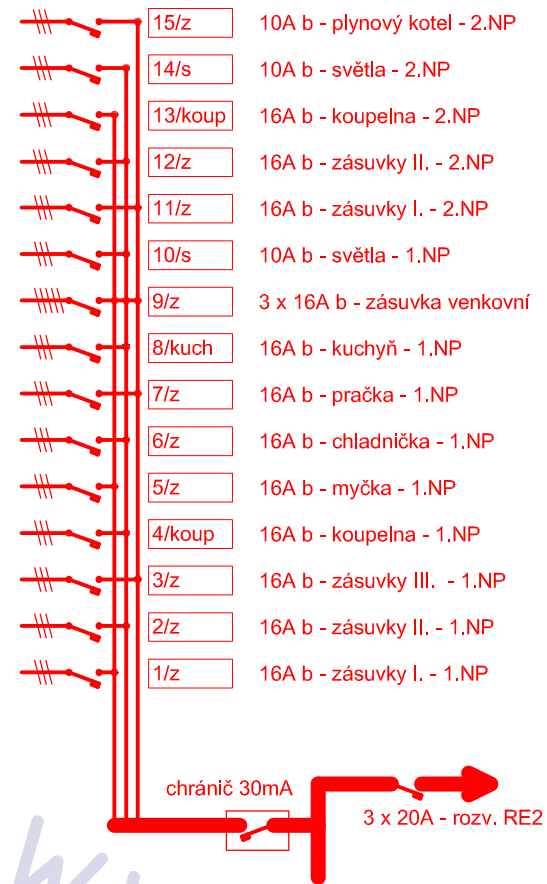 15/z 10A b - plynový kotel - 2.NP
14/s 10A b - světla - 2.NP
13/koup 16A b - koupelna - 2.NP
12/z 16A b - zásuvky II. - 2.NP
11/z 16A b - zásuvky I. - 2.NP
10/s 10A b - světla - 1.NP
9/z 3 x 16A b - zásuvka venkovní
8/kuch 16A b - kuchyň - 1.NP
7/z 16A b - pračka - 1.NP
6/z 16A b - chladnička - 1.NP
5/z 16A b - myčka - 1.NP
4/koup 16A b - koupelna - 1.NP
3/z 16A b - zásuvky III. - 1.NP
2/z 16A b - zásuvky II. - 1.NP
1/z 16A b - zásuvky I. - 1.NP
chránič 30mA
3 x 20A - rozv. RE2